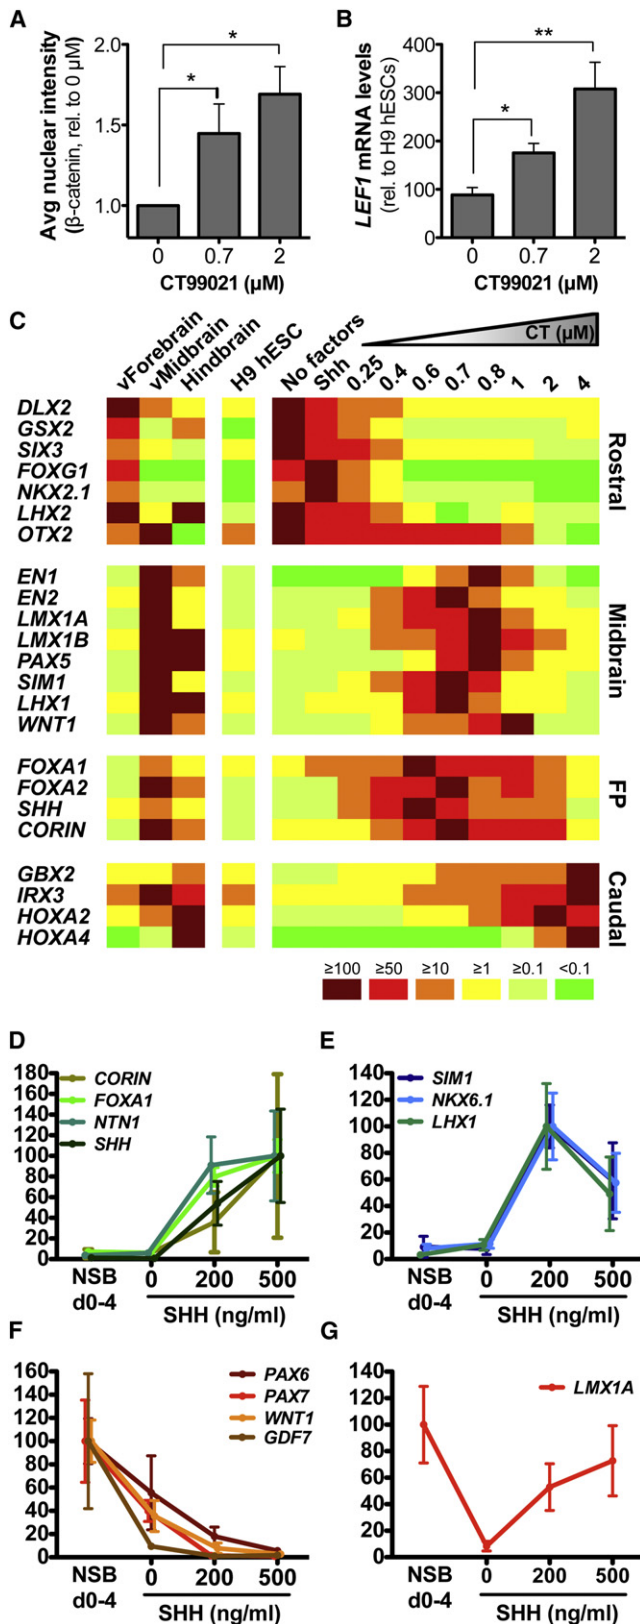 A
B
Avg nuclear intensity
(β-catenin, rel. to 0 µM)
2.0
1.5
1.0
*
*
0
0.7
2
CT99021 (µM)
LEF1 mRNA levels
(rel. to H9 hESCs)
400
300
200
100
0
**
*
0
0.7
2
CT99021 (µM)
C
vForebrain
vMidbrain
Hindbrain
H9 hESC
No factors
Shh
0.25
0.4
0.6
0.7
0.8
1
2
4
CT (µM)
DLX2
GSX2
SIX3
FOXG1
NKX2.1
LHX2
OTX2
Rostral
EN1
EN2
LMX1A
LMX1B
PAX5
SIM1
LHX1
WNT1
Midbrain
FOXA1
FOXA2
SHH
CORIN
FP
GBX2
IRX3
HOXA2
HOXA4
Caudal
≥100 ≥50 ≥10 ≥1 ≥0.1 <0.1
D
180
160
140
120
100
80
60
40
20
0
CORIN
FOXA1
NTN1
SHH
NSB
d0-4
0 200 500
SHH (ng/ml)
E
140
120
100
80
60
40
20
0
SIM1
NKX6.1
LHX1
NSB
d0-4
0 200 500
SHH (ng/ml)
F
160
140
120
100
80
60
40
20
0
PAX6
PAX7
WNT1
GDF7
NSB
d0-4
0 200 500
SHH (ng/ml)
G
140
120
100
80
60
40
20
0
LMX1A
NSB
d0-4
0 200 500
SHH (ng/ml)